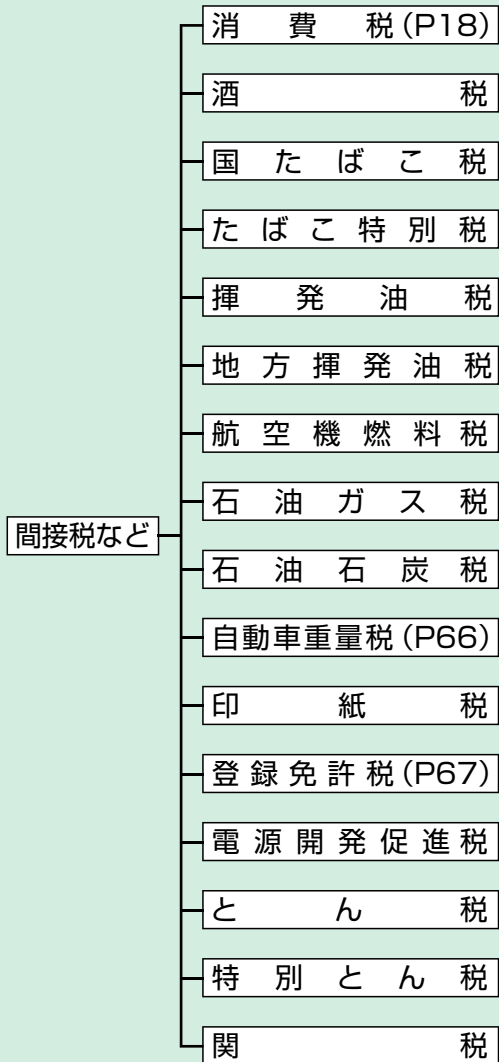 消費税(P18)
酒税
国たばこ税
たばこ特別税
揮発油税
地方揮発油税
航空機燃料税
石油ガス税
間接税など
石油石炭税
自動車重量税(P66)
印紙税
登録免許税(P67)
電源開発促進税
とん税
特別とん税
関税